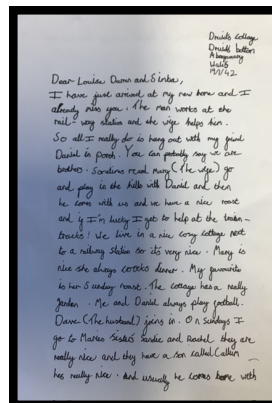 Druids Cottage
Druids bottom
Abergavenny
Wales
Dear Louise Damn and Simba,
I have just arrived at my new home and I
already miss you. The man works at the
rail-way station and the wife helps him.
So all I really do is hang out with my friend
Daniel in Porch. You can probably say we are
brothers. Sometimes read Mary (The wife) go
and play in the hills with Daniel and then
he comes with us and we have a nice roast
and if I'm lucky I get to help at the train-
tracks! We live in a nice cosy cottage next
to a railway station so its very nice. Mary is
nice she always cooks dinner. My favourite
is her Sunday roast. The cottage has a really
garden. Me and Daniel always play football.
Dave (The husband) joins in. On Sundays I
go to Maries sister Sandie and Rachel they are
really nice and they have a son called Callum
hes really nice. And usually he comes home with